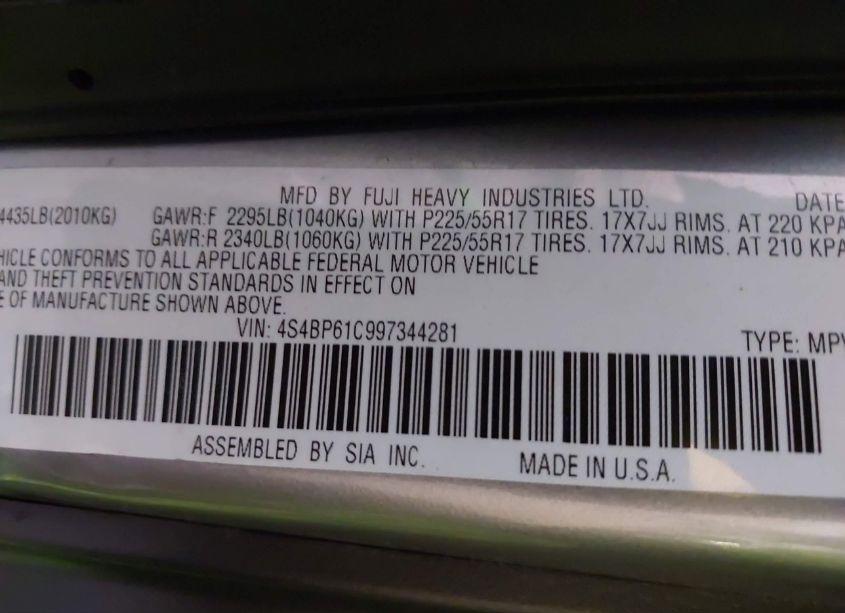 MFD BY FUJI HEAVY INDUSTRIES LTD. DATE
4435LB(2010KG) GAWR:F 2295LB(1040KG) WITH P225/55R17 TIRES. 17X7JJ RIMS. AT 220 KPA
GAWR:R 2340LB(1060KG) WITH P225/55R17 TIRES. 17X7JJ RIMS. AT 210 KPA
HICLE CONFORMS TO ALL APPLICABLE FEDERAL MOTOR VEHICLE
AND THEFT PREVENTION STANDARDS IN EFFECT ON
E OF MANUFACTURE SHOWN ABOVE.
VIN: 4S4BP61C997344281 TYPE: MPV
ASSEMBLED BY SIA INC. MADE IN U.S.A.